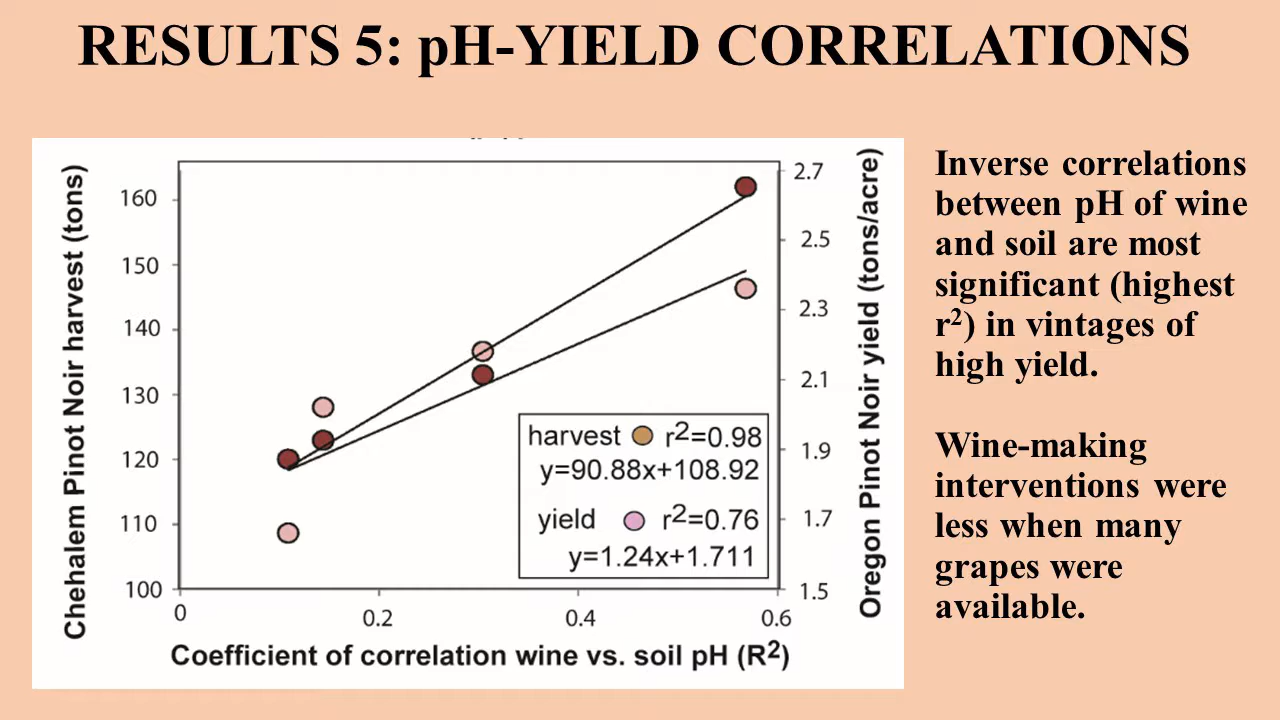 RESULTS 5: pH-YIELD CORRELATIONS
Chehalem Pinot Noir harvest (tons)
160
150
140
130
120
110
100
0
0.2
0.4
0.6
Coefficient of correlation wine vs. soil pH (R²)
2.7
2.5
2.3
2.1
1.9
1.7
1.5
Oregon Pinot Noir yield (tons/acre)
harvest r²=0.98
y=90.88x+108.92
yield r²=0.76
y=1.24x+1.711
Inverse correlations
between pH of wine
and soil are most
significant (highest
r²) in vintages of
high yield.
Wine-making
interventions were
less when many
grapes were
available.